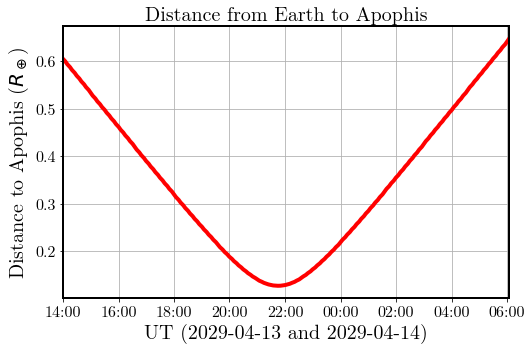 Distance from Earth to Apophis
Distance to Apophis (R⊕)
0.6
0.5
0.4
0.3
0.2
14:00 16:00 18:00 20:00 22:00 00:00 02:00 04:00 06:00
UT (2029-04-13 and 2029-04-14)